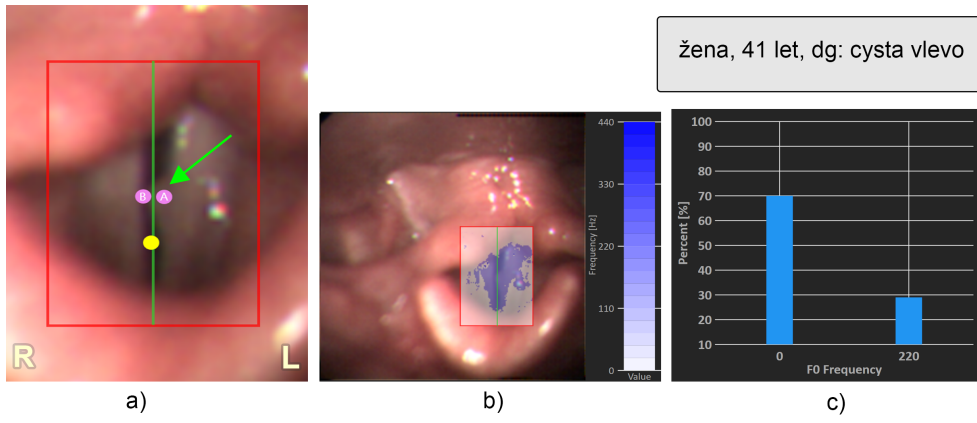 žena, 41 let, dg: cysta vlevo
B
A
R
L
a)
440
330
220
110
0
Frequency [Hz]
Value
b)
100
90
80
70
60
50
40
30
20
10
Percent [%]
0
220
F0 Frequency
c)